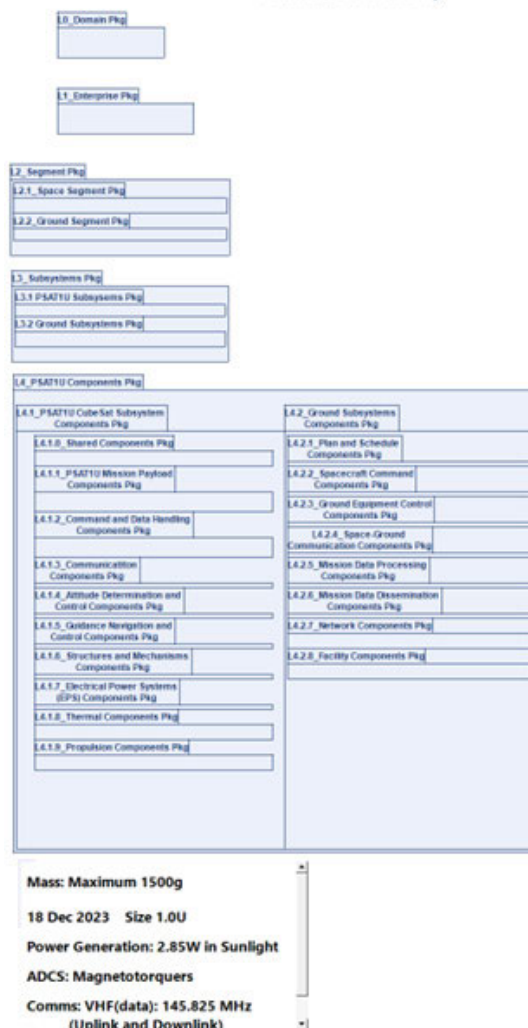 L0_Domain Pkg
L1_Enterprise Pkg
L2_Segment Pkg
L2.1_Space Segment Pkg
L2.2_Ground Segment Pkg
L3_Subsystems Pkg
L3.1 PSAT1U Subsysems Pkg
L3.2 Ground Subsystems Pkg
L4_PSAT1U Components Pkg
L4.1_PSAT1U CubeSat Subsystem
Components Pkg
L4.1.0_Shared Components Pkg
L4.1.1_PSAT1U Mission Payload
Components Pkg
L4.1.2_Command and Data Handling
Components Pkg
L4.1.3_Communicatition
Components Pkg
L4.1.4_Attitude Determination and
Control Components Pkg
L4.1.5_Guidance Navigation and
Control Components Pkg
L4.1.6_Structures and Mechanisms
Components Pkg
L4.1.7_Electrical Power Systems
(EPS) Components Pkg
L4.1.8_Thermal Components Pkg
L4.1.9_Propulsion Components Pkg
L4.2_Ground Subsystems
Components Pkg
L4.2.1_Plan and Schedule
Components Pkg
L4.2.2_Spacecraft Command
Components Pkg
L4.2.3_Ground Equipment Control
Components Pkg
L4.2.4_Space-Ground
Communication Components Pkg
L4.2.5_Mission Data Processing
Components Pkg
L4.2.6_Mission Data Dissemination
Components Pkg
L4.2.7_Network Components Pkg
L4.2.8_Facility Components Pkg
Mass: Maximum 1500g
18 Dec 2023 Size 1.0U
Power Generation: 2.85W in Sunlight
ADCS: Magnetotorquers
Comms: VHF(data): 145.825 MHz
(Uplink and Downlink)